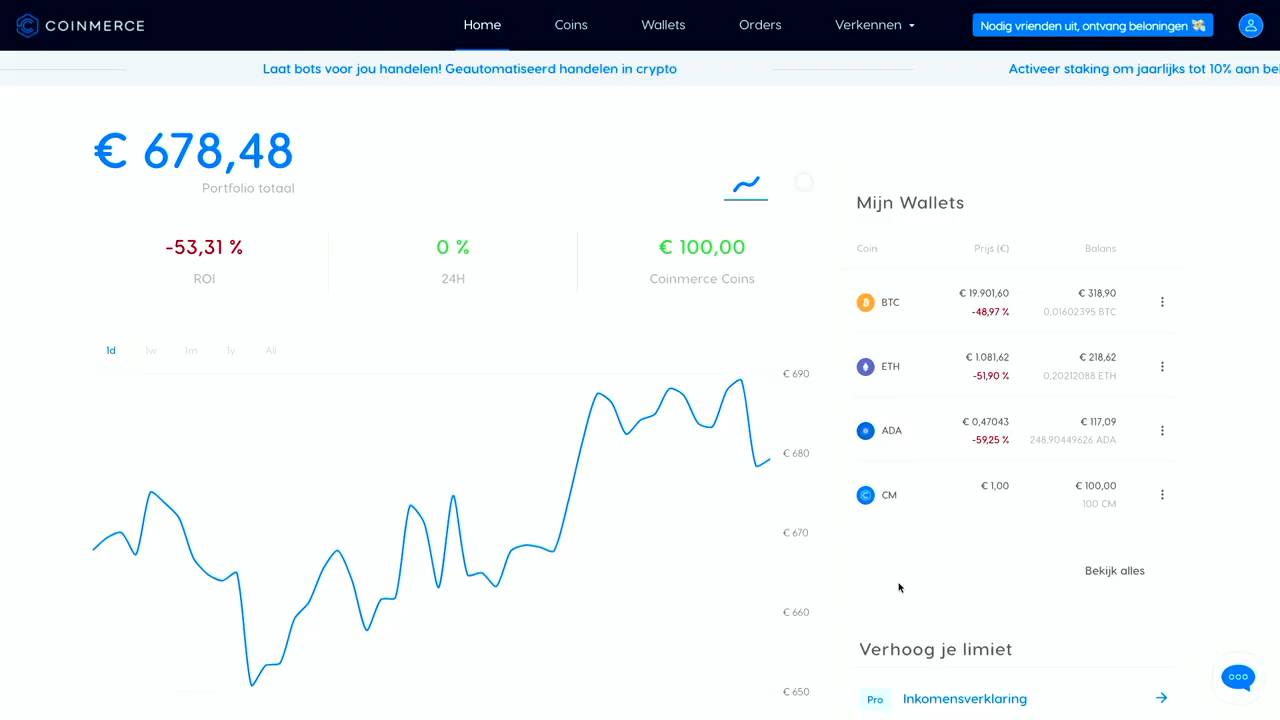 COINMERCE
Home
Coins
Wallets
Orders
Verkennen
Nodig vrienden uit, ontvang beloningen 💸
Laat bots voor jou handelen! Geautomatiseerd handelen in crypto
Activeer staking om jaarlijks tot 10% aan
€ 678,48
Portfolio totaal
-53,31 %
ROI
0 %
24H
€ 100,00
Coinmerce Coins
1d
1w
1m
1y
All
€ 690
€ 680
€ 670
€ 660
€ 650
Mijn Wallets
Coin Prijs (€) Balans
BTC € 19.901,60 € 318,90
-48,97 % 0,01602395 BTC
ETH € 1.081,62 € 218,62
-51,90 % 0,20212088 ETH
ADA € 0,47043 € 117,09
-59,25 % 248,90449626 ADA
CM € 1,00 € 100,00
100 CM
Bekijk alles
Verhoog je limiet
Pro Inkomensverklaring